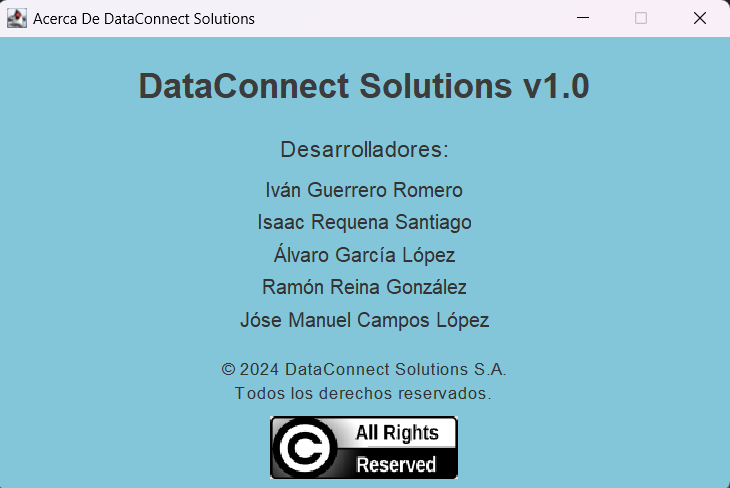 Acerca De DataConnect Solutions
DataConnect Solutions v1.0
Desarrolladores:
Iván Guerrero Romero
Isaac Requena Santiago
Álvaro García López
Ramón Reina González
Jóse Manuel Campos López
© 2024 DataConnect Solutions S.A.
Todos los derechos reservados.
© All Rights
Reserved